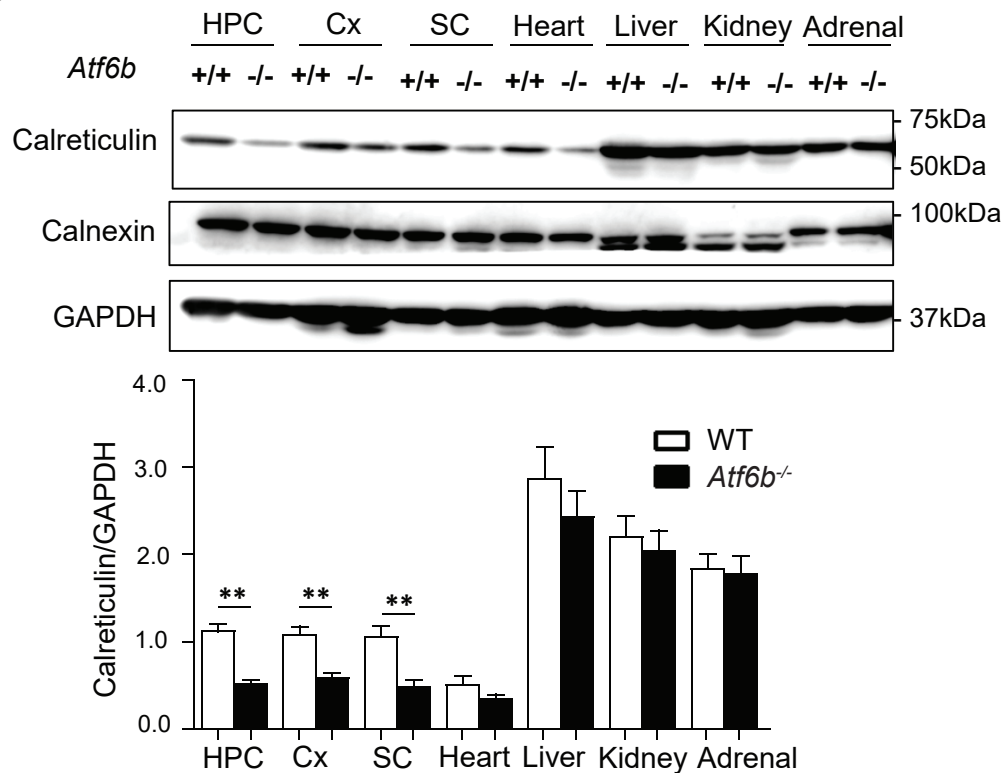 HPC Cx SC Heart Liver Kidney Adrenal
Atf6b +/+ -/- +/+ -/- +/+ -/- +/+ -/- +/+ -/- +/+ -/- +/+ -/-
75kDa
Calreticulin
50kDa
100kDa
Calnexin
GAPDH 37kDa
4.0
WT
3.0
Atf6b-/-
Calreticulin/GAPDH
2.0
** ** **
1.0
0.0
HPC Cx SC Heart Liver Kidney Adrenal